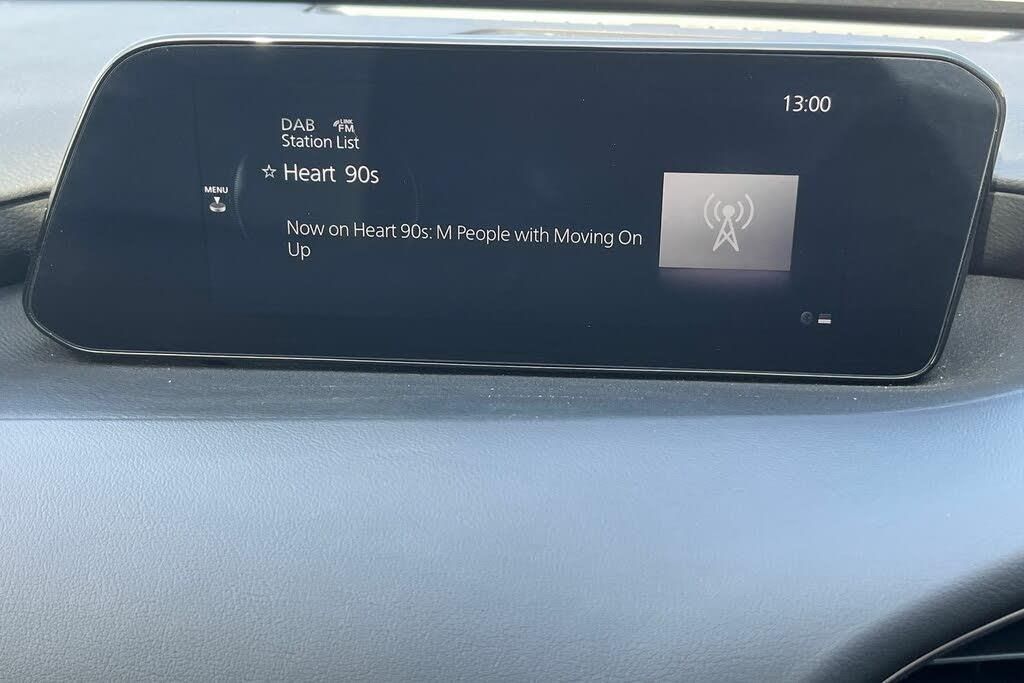 13:00
DAB LINK FM
Station List
☆ Heart 90s
MENU
Now on Heart 90s: M People with Moving On
Up